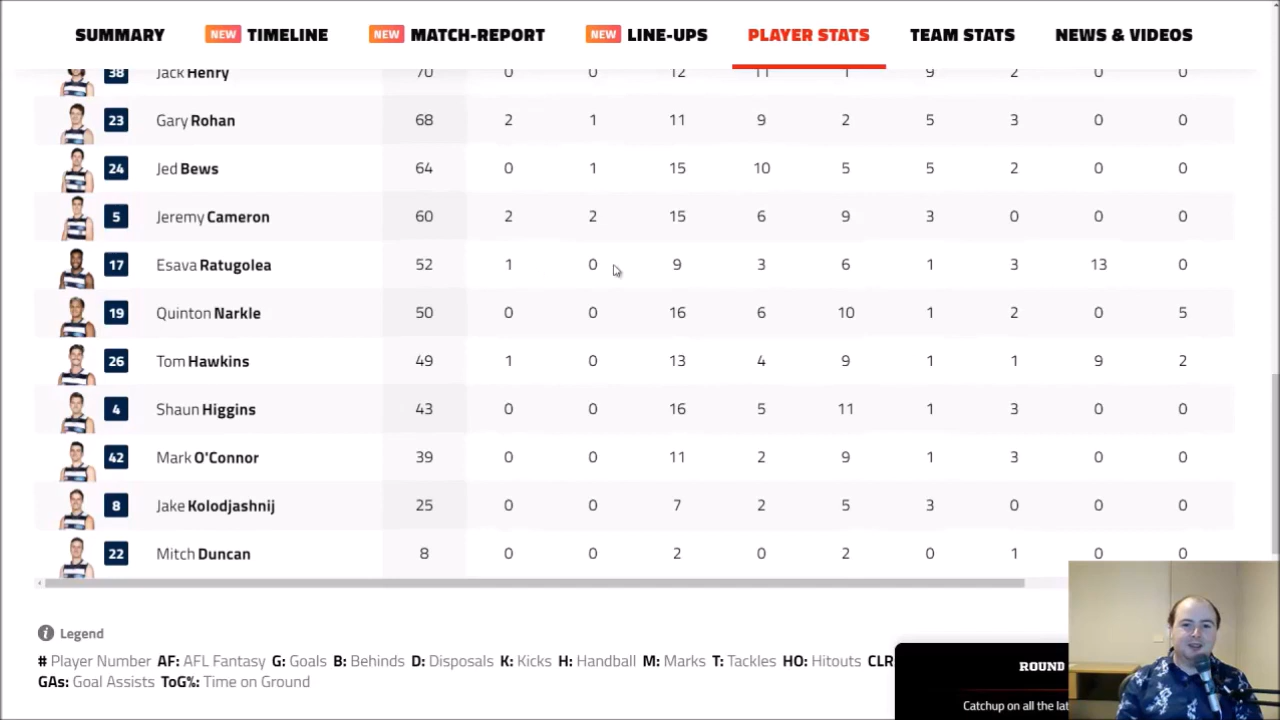 SUMMARY NEW TIMELINE NEW MATCH-REPORT NEW LINE-UPS PLAYER STATS TEAM STATS NEWS & VIDEOS
38 Jack Henry 70 0 0 12 11 1 9 2 0 0
23 Gary Rohan 68 2 1 11 9 2 5 3 0 0
24 Jed Bews 64 0 1 15 10 5 5 2 0 0
5 Jeremy Cameron 60 2 2 15 6 9 3 0 0 0
17 Esava Ratugolea 52 1 0 9 3 6 1 3 13 0
19 Quinton Narkle 50 0 0 16 6 10 1 2 0 5
26 Tom Hawkins 49 1 0 13 4 9 1 1 9 2
4 Shaun Higgins 43 0 0 16 5 11 1 3 0 0
42 Mark O'Connor 39 0 0 11 2 9 1 3 0 0
8 Jake Kolodjashnij 25 0 0 7 2 5 3 0 0 0
22 Mitch Duncan 8 0 0 2 0 2 0 1 0 0
i Legend
# Player Number AF: AFL Fantasy G: Goals B: Behinds D: Disposals K: Kicks H: Handball M: Marks T: Tackles HO: Hitouts CLR
GAs: Goal Assists ToG%: Time on Ground
ROUND
Catchup on all the lat